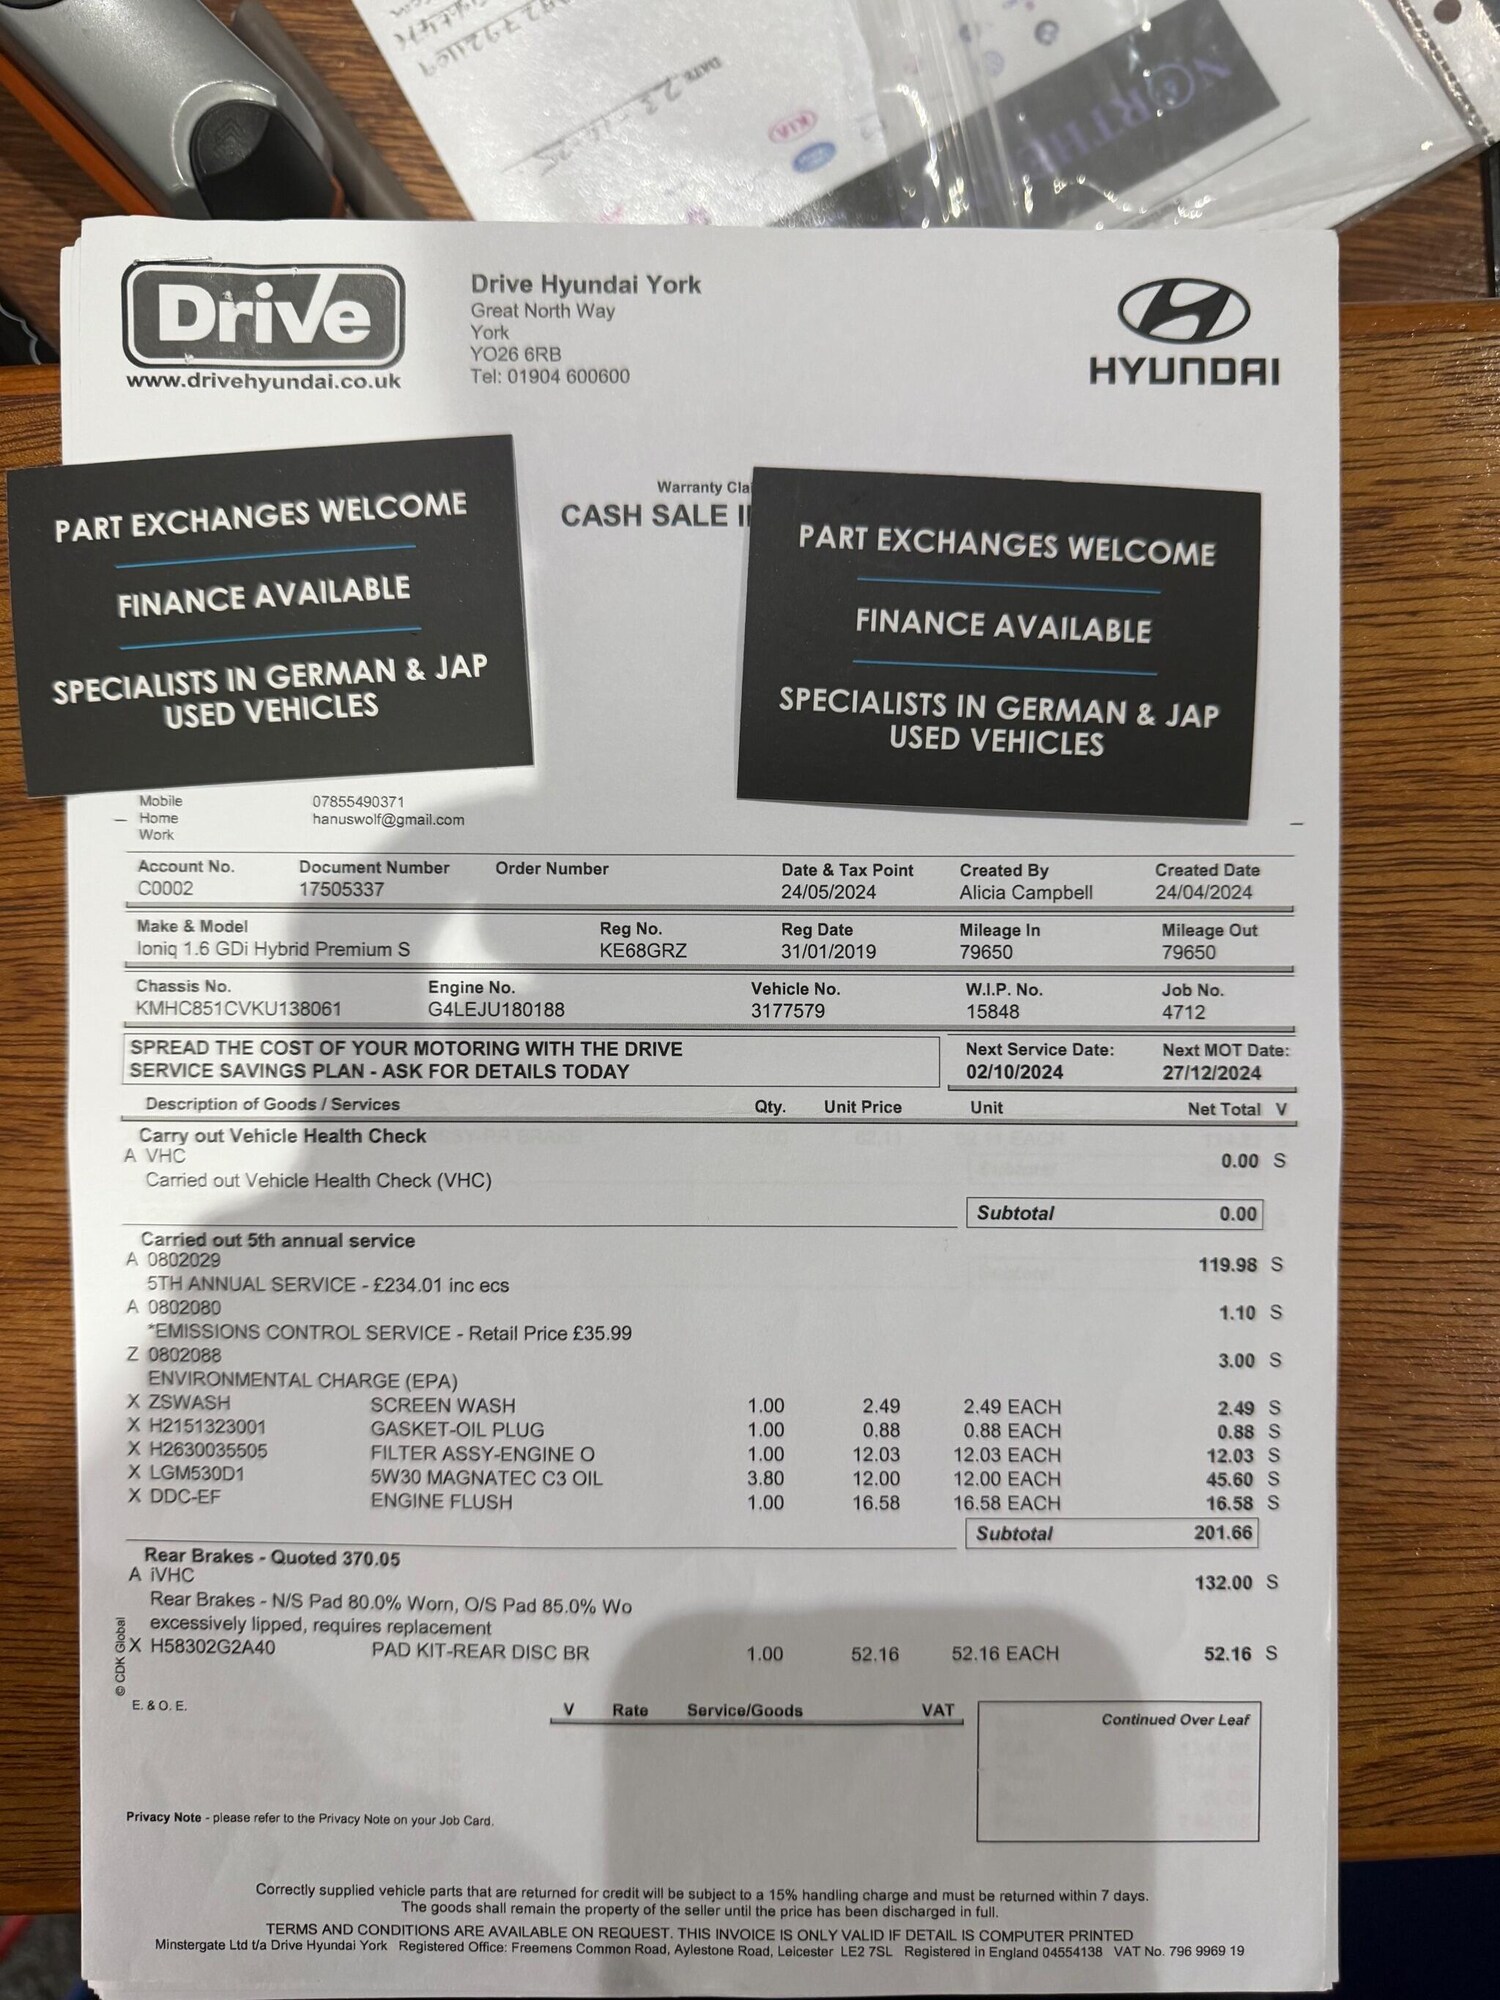 DATE 23
KIA
Drive
www.drivehyundai.co.uk
Drive Hyundai York
Great North Way
York
YO26 6RB
Tel: 01904 600600
HYUNDAI
Warranty Cla
CASH SALE I
PART EXCHANGES WELCOME
FINANCE AVAILABLE
SPECIALISTS IN GERMAN & JAP
USED VEHICLES
PART EXCHANGES WELCOME
FINANCE AVAILABLE
SPECIALISTS IN GERMAN & JAP
USED VEHICLES
Mobile 07855490371
Home hanuswolf@gmail.com
Work
Account No. Document Number Order Number Date & Tax Point Created By Created Date
C0002 17505337 24/05/2024 Alicia Campbell 24/04/2024
Make & Model Reg No. Reg Date Mileage In Mileage Out
Ioniq 1.6 GDi Hybrid Premium S KE68GRZ 31/01/2019 79650 79650
Chassis No. Engine No. Vehicle No. W.I.P. No. Job No.
KMHC851CVKU138061 G4LEJU180188 3177579 15848 4712
SPREAD THE COST OF YOUR MOTORING WITH THE DRIVE
SERVICE SAVINGS PLAN - ASK FOR DETAILS TODAY
Next Service Date: Next MOT Date:
02/10/2024 27/12/2024
Description of Goods / Services Qty. Unit Price Unit Net Total V
Carry out Vehicle Health Check
A VHC 0.00 S
Carried out Vehicle Health Check (VHC)
Subtotal 0.00
Carried out 5th annual service
A 0802029 119.98 S
5TH ANNUAL SERVICE - £234.01 inc ecs
A 0802080 1.10 S
*EMISSIONS CONTROL SERVICE - Retail Price £35.99
Z 0802088 3.00 S
ENVIRONMENTAL CHARGE (EPA)
X ZSWASH SCREEN WASH 1.00 2.49 2.49 EACH 2.49 S
X H2151323001 GASKET-OIL PLUG 1.00 0.88 0.88 EACH 0.88 S
X H2630035505 FILTER ASSY-ENGINE O 1.00 12.03 12.03 EACH 12.03 S
X LGM530D1 5W30 MAGNATEC C3 OIL 3.80 12.00 12.00 EACH 45.60 S
X DDC-EF ENGINE FLUSH 1.00 16.58 16.58 EACH 16.58 S
Subtotal 201.66
Rear Brakes - Quoted 370.05
A iVHC 132.00 S
Rear Brakes - N/S Pad 80.0% Worn, O/S Pad 85.0% Wo
excessively lipped, requires replacement
X H58302G2A40 PAD KIT-REAR DISC BR 1.00 52.16 52.16 EACH 52.16 S
© CDK Global
E. & O. E.
V Rate Service/Goods VAT
Continued Over Leaf
Privacy Note - please refer to the Privacy Note on your Job Card.
Correctly supplied vehicle parts that are returned for credit will be subject to a 15% handling charge and must be returned within 7 days.
The goods shall remain the property of the seller until the price has been discharged in full.
TERMS AND CONDITIONS ARE AVAILABLE ON REQUEST. THIS INVOICE IS ONLY VALID IF DETAIL IS COMPUTER PRINTED
Minstergate Ltd t/a Drive Hyundai York Registered Office: Freemens Common Road, Aylestone Road, Leicester LE2 7SL Registered in England 04554138 VAT No. 796 9969 19